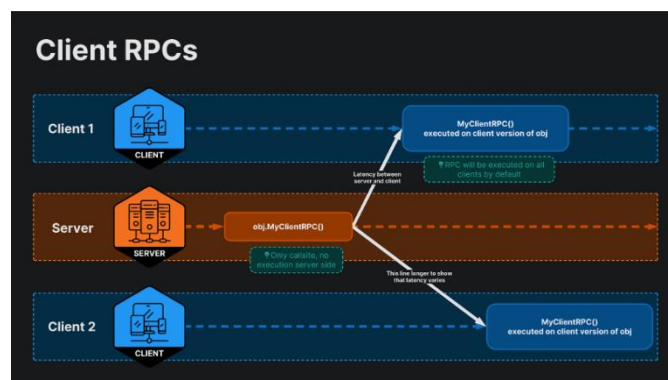 Client RPCs
Client 1
CLIENT
MyClientRPC()
executed on client version of obj
RPC will be executed on all
clients by default
Latency between
server and client
Server
SERVER
obj.MyClientRPC()
Only callsite, no
execution server side
This line langer to show
that latency varies
Client 2
CLIENT
MyClientRPC()
executed on client version of obj